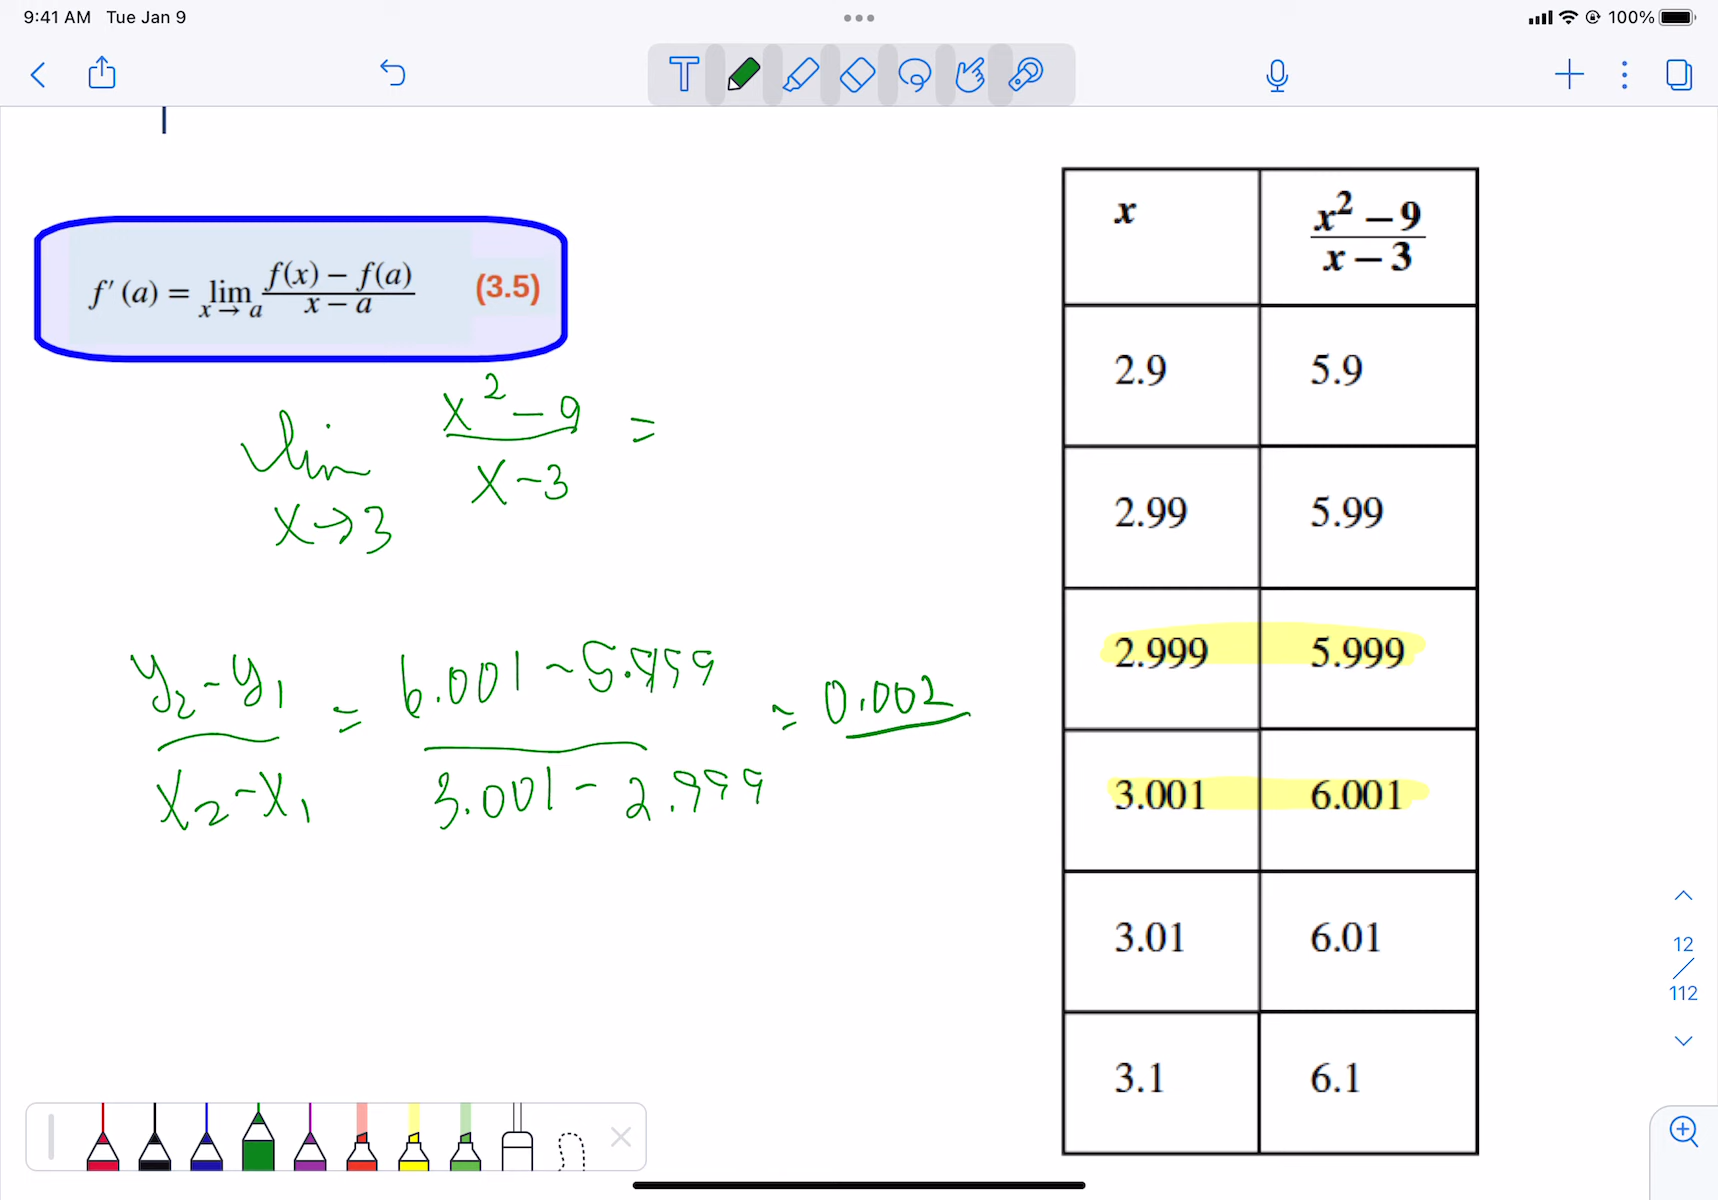 9:41 AM Tue Jan 9
100%
T
f′(a) = lim x→a (f(x) − f(a))/(x − a) (3.5)
lim x→3 (x² − 9)/(x − 3) =
(y₂ − y₁)/(x₂ − x₁) = (6.001 − 5.999)/(3.001 − 2.999) = 0.002
x (x² − 9)/(x − 3)
2.9 5.9
2.99 5.99
2.999 5.999
3.001 6.001
3.01 6.01
3.1 6.1
12
/
112